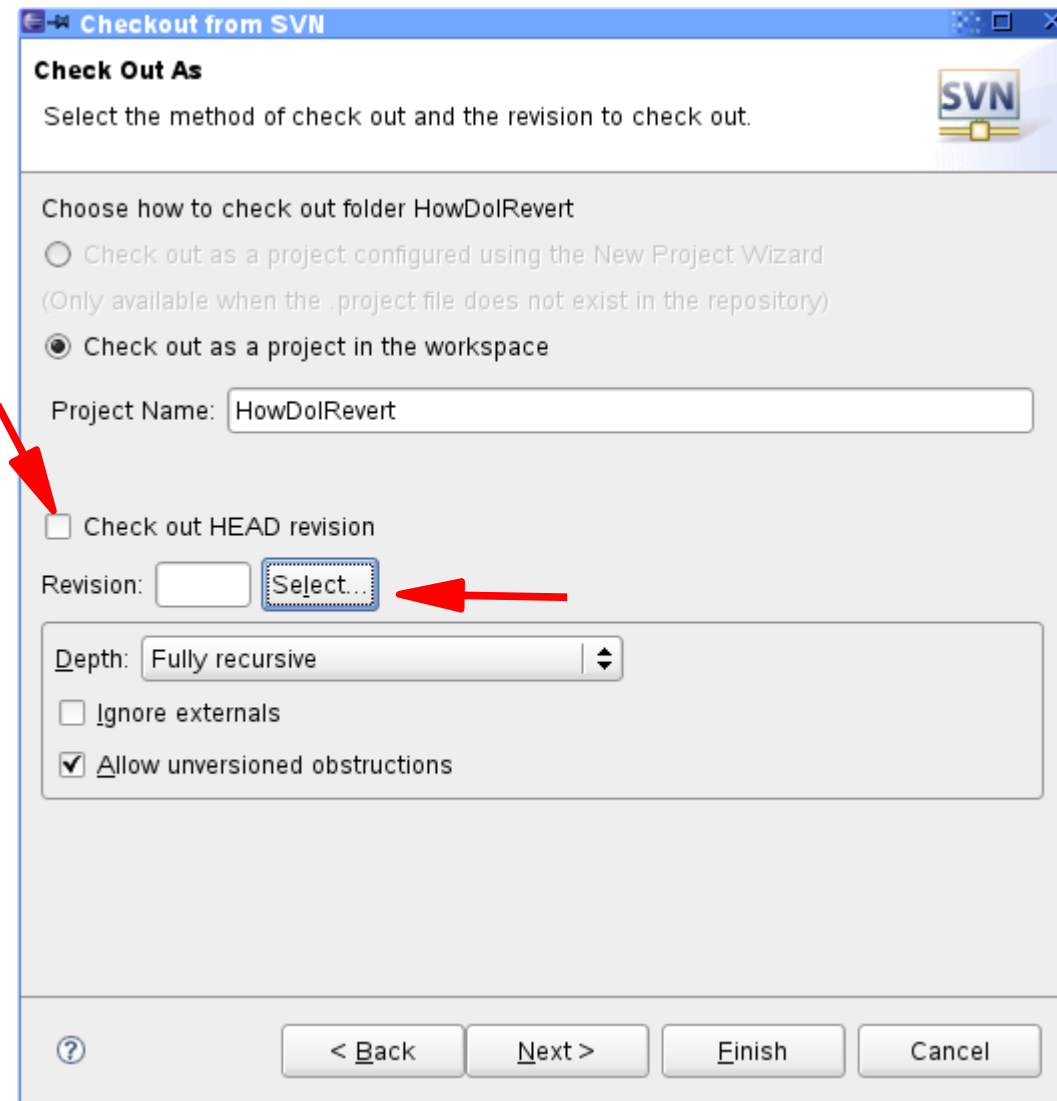 Checkout from SVN
Check Out As
Select the method of check out and the revision to check out.
SVN
Choose how to check out folder HowDoIRevert
Check out as a project configured using the New Project Wizard
(Only available when the .project file does not exist in the repository)
Check out as a project in the workspace
Project Name: HowDoIRevert
Check out HEAD revision
Revision: Select...
Depth: Fully recursive
Ignore externals
Allow unversioned obstructions
? < Back Next > Finish Cancel